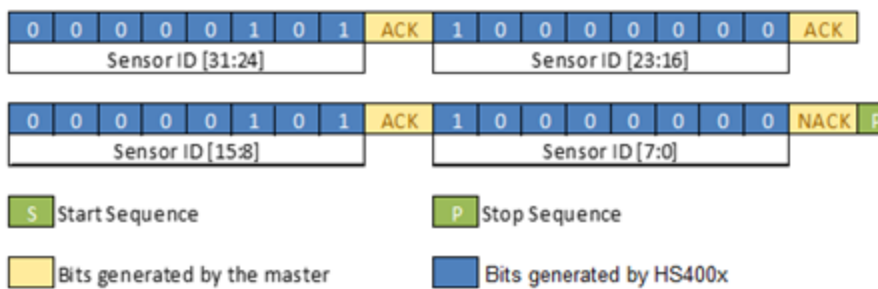 0 0 0 0 0 1 0 1 ACK 1 0 0 0 0 0 0 0 ACK
Sensor ID [31:24] Sensor ID [23:16]
0 0 0 0 0 1 0 1 ACK 1 0 0 0 0 0 0 0 NACK P
Sensor ID [15:8] Sensor ID [7:0]
S Start Sequence P Stop Sequence
Bits generated by the master Bits generated by HS400x